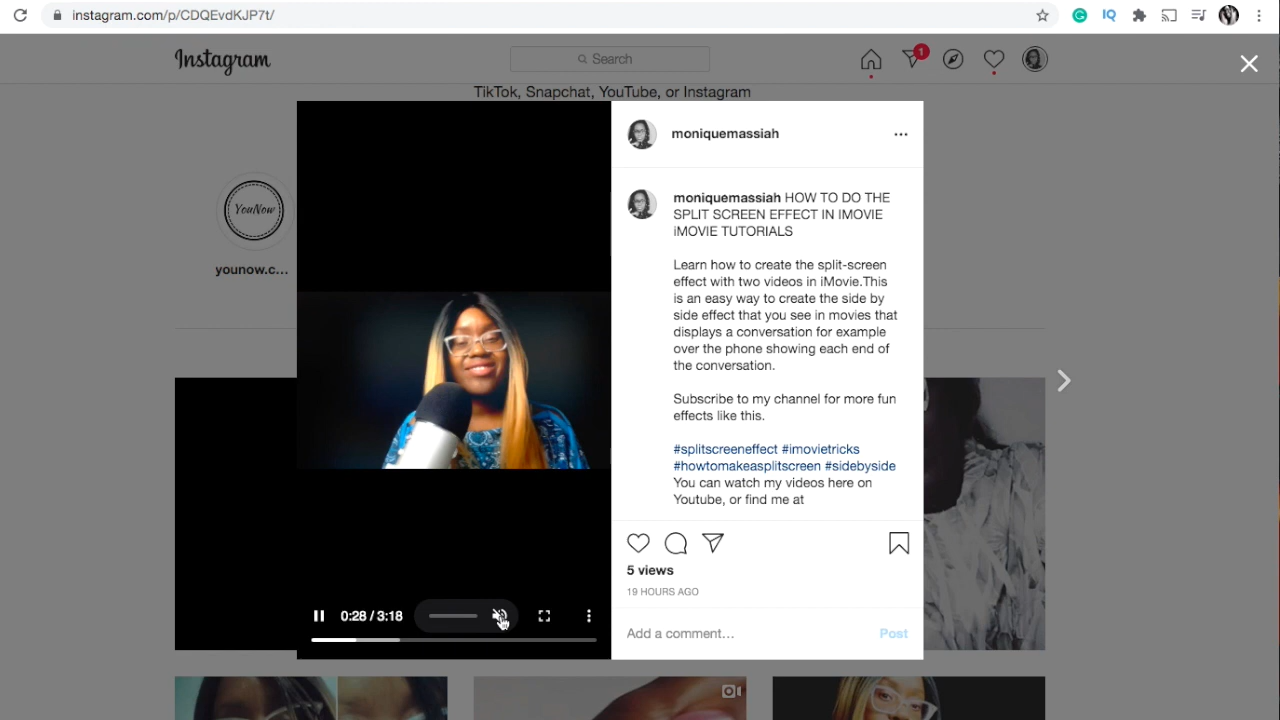 instagram.com/p/CDQEvdKJP7t/
IQ
Instagram
Search
1
TikTok, Snapchat, YouTube, or Instagram
YouNow
younow.c...
moniquemassiah
moniquemassiah HOW TO DO THE
SPLIT SCREEN EFFECT IN IMOVIE
iMOVIE TUTORIALS
Learn how to create the split-screen
effect with two videos in iMovie.This
is an easy way to create the side by
side effect that you see in movies that
displays a conversation for example
over the phone showing each end of
the conversation.
Subscribe to my channel for more fun
effects like this.
#splitscreeneffect #imovietricks
#howtomakeasplitscreen #sidebyside
You can watch my videos here on
Youtube, or find me at
5 views
19 HOURS AGO
0:28 / 3:18
Add a comment…
Post